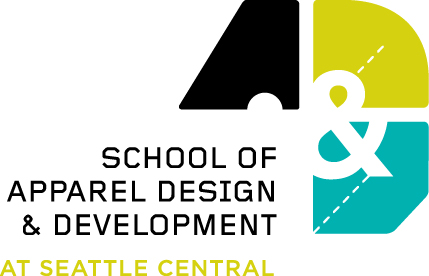 A&D
SCHOOL OF
APPAREL DESIGN
& DEVELOPMENT
AT SEATTLE CENTRAL